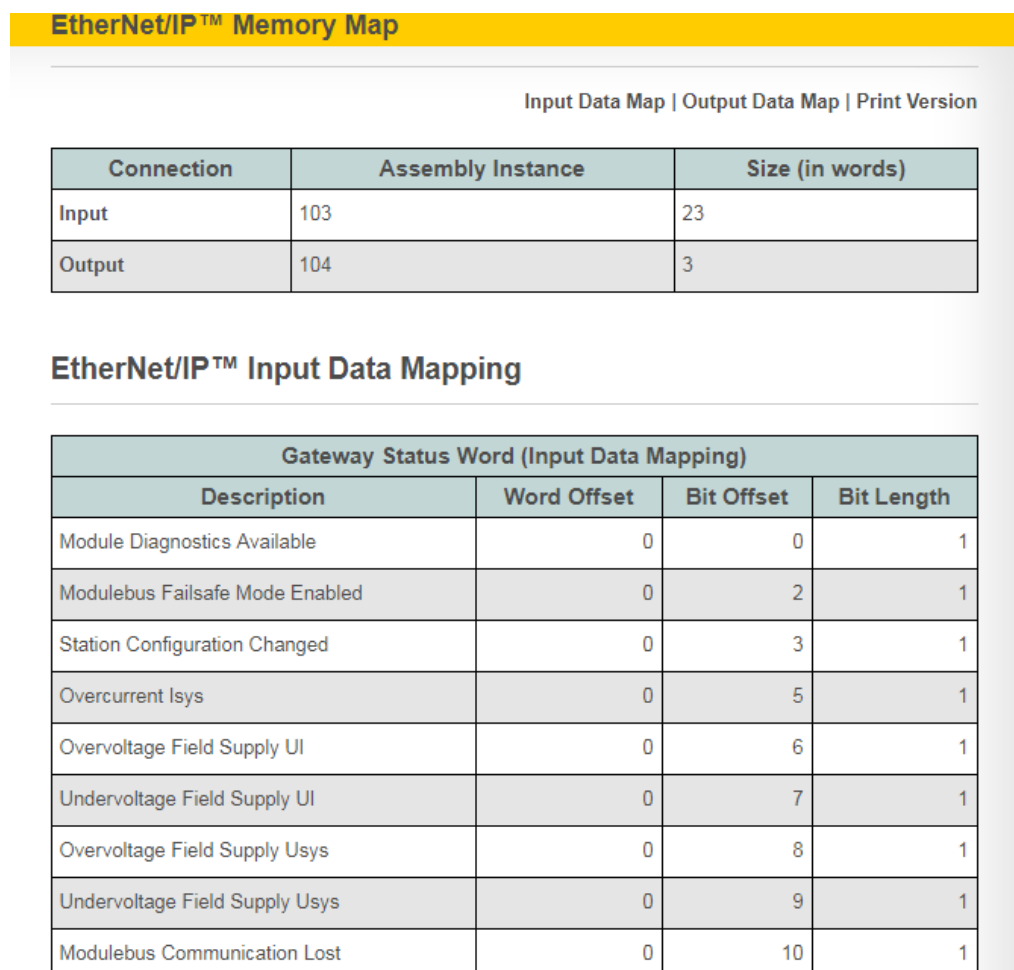 EtherNet/IP™ Memory Map
Input Data Map | Output Data Map | Print Version
Connection Assembly Instance Size (in words)
Input 103 23
Output 104 3
EtherNet/IP™ Input Data Mapping
Gateway Status Word (Input Data Mapping)
Description Word Offset Bit Offset Bit Length
Module Diagnostics Available 0 0 1
Modulebus Failsafe Mode Enabled 0 2 1
Station Configuration Changed 0 3 1
Overcurrent Isys 0 5 1
Overvoltage Field Supply Ul 0 6 1
Undervoltage Field Supply Ul 0 7 1
Overvoltage Field Supply Usys 0 8 1
Undervoltage Field Supply Usys 0 9 1
Modulebus Communication Lost 0 10 1